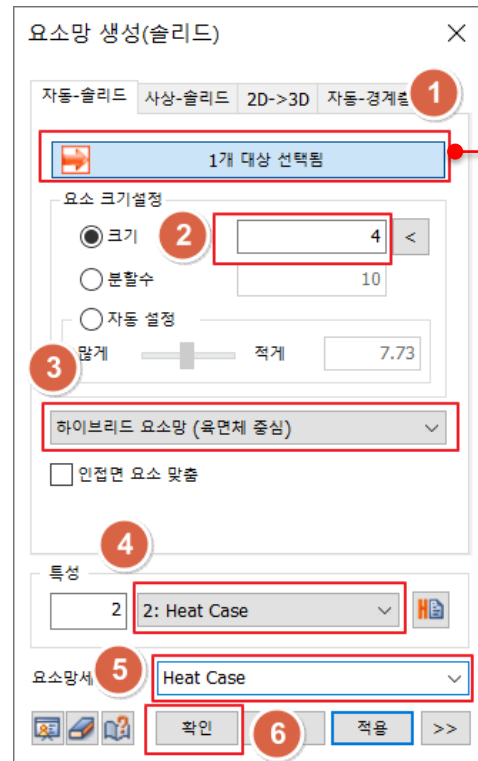 요소망 생성(솔리드)
자동-솔리드 사상-솔리드 2D->3D 자동-경계층 1
1개 대상 선택됨
요소 크기설정
크기 2 4 <
분할수 10
자동 설정
많게 적게 7.73
3
하이브리드 요소망 (육면체 중심)
인접면 요소 맞춤
4
특성
2 2: Heat Case
요소망세 5 Heat Case
확인 6 적용 >>